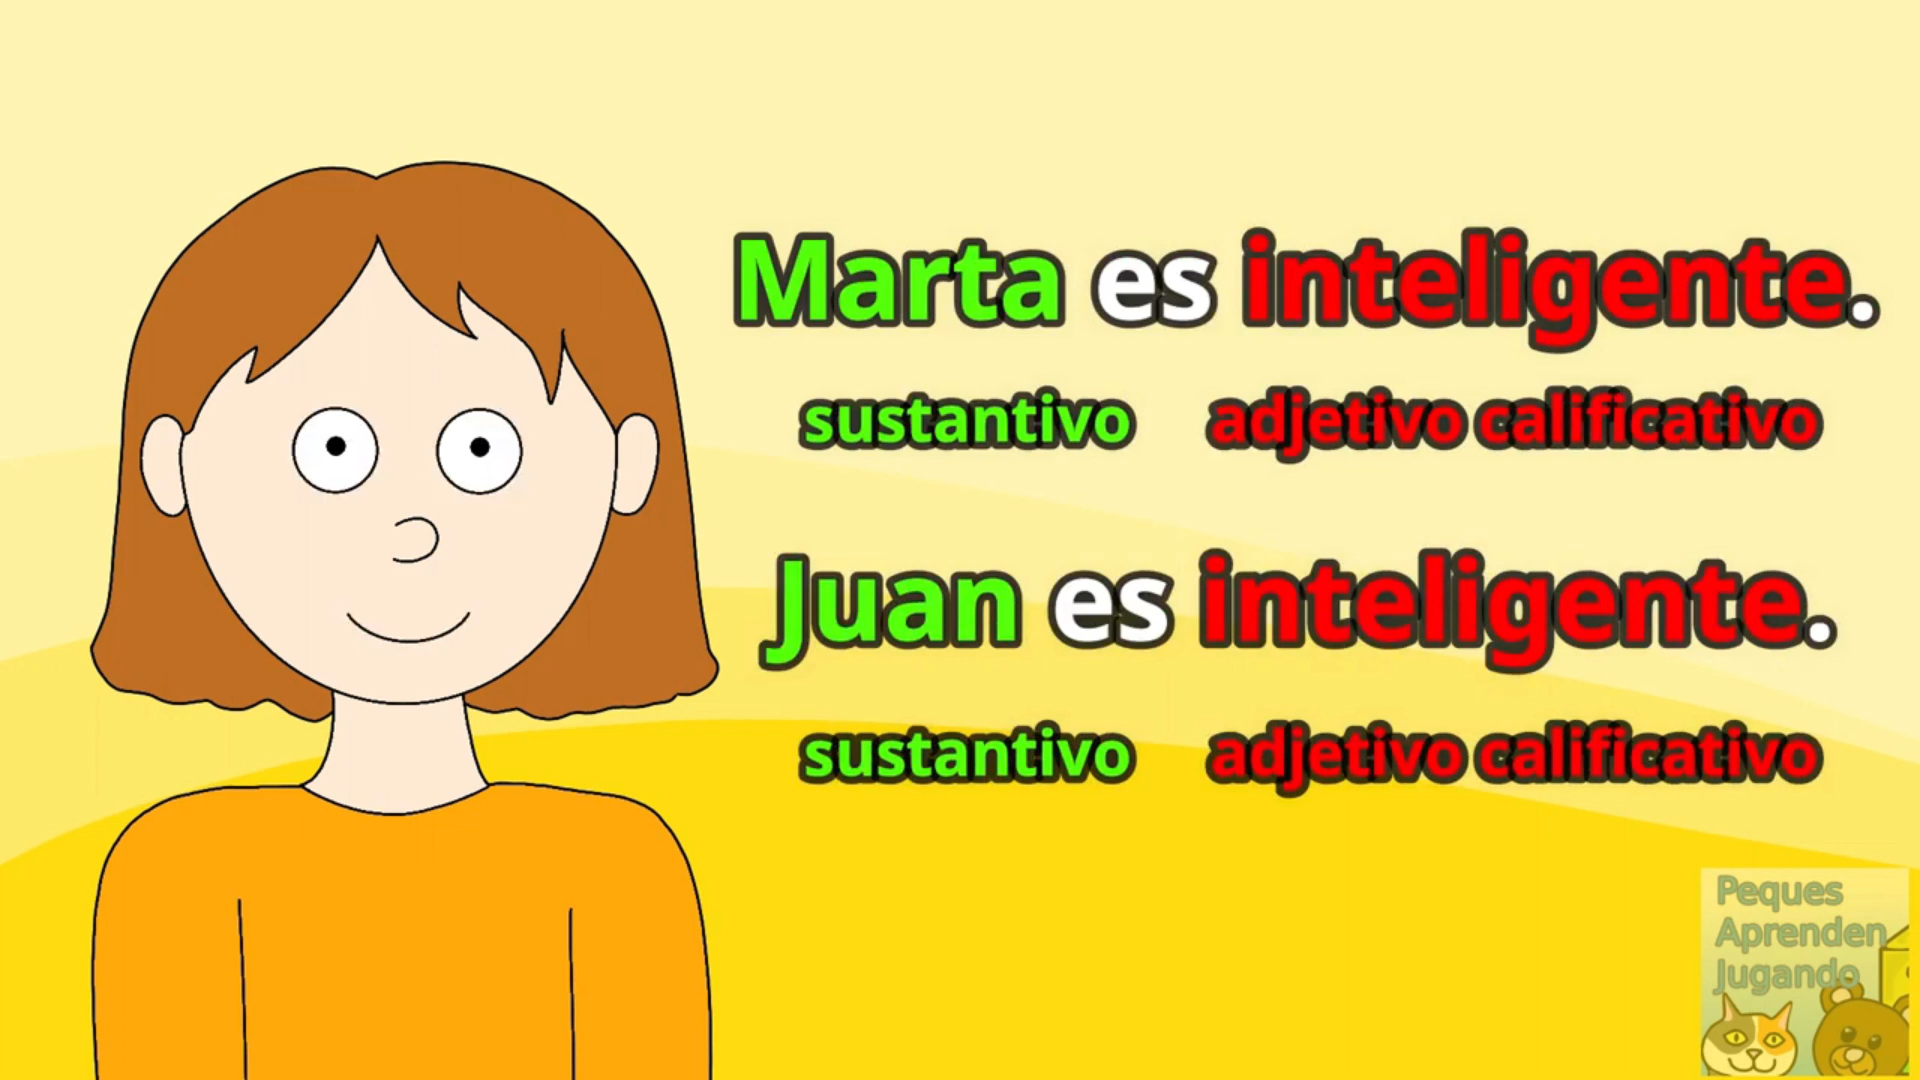 Marta es inteligente.
sustantivo adjetivo calificativo
Juan es inteligente.
sustantivo adjetivo calificativo
Peques
Aprenden
Jugando